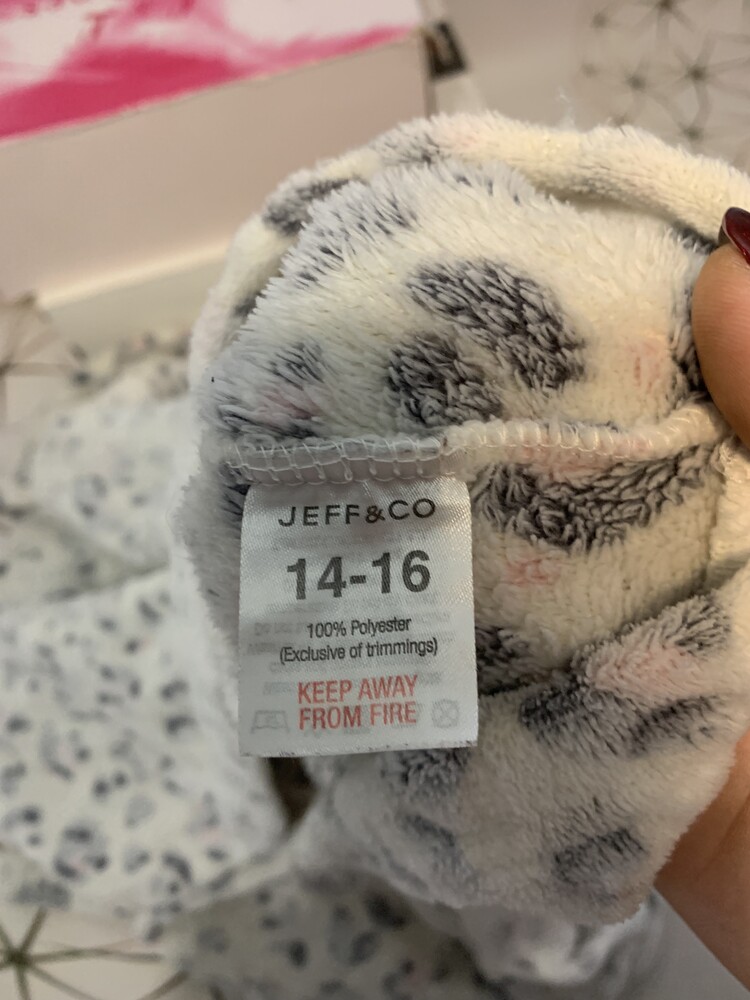 JEFF&CO
14-16
100% Polyester
(Exclusive of trimmings)
KEEP AWAY
FROM FIRE